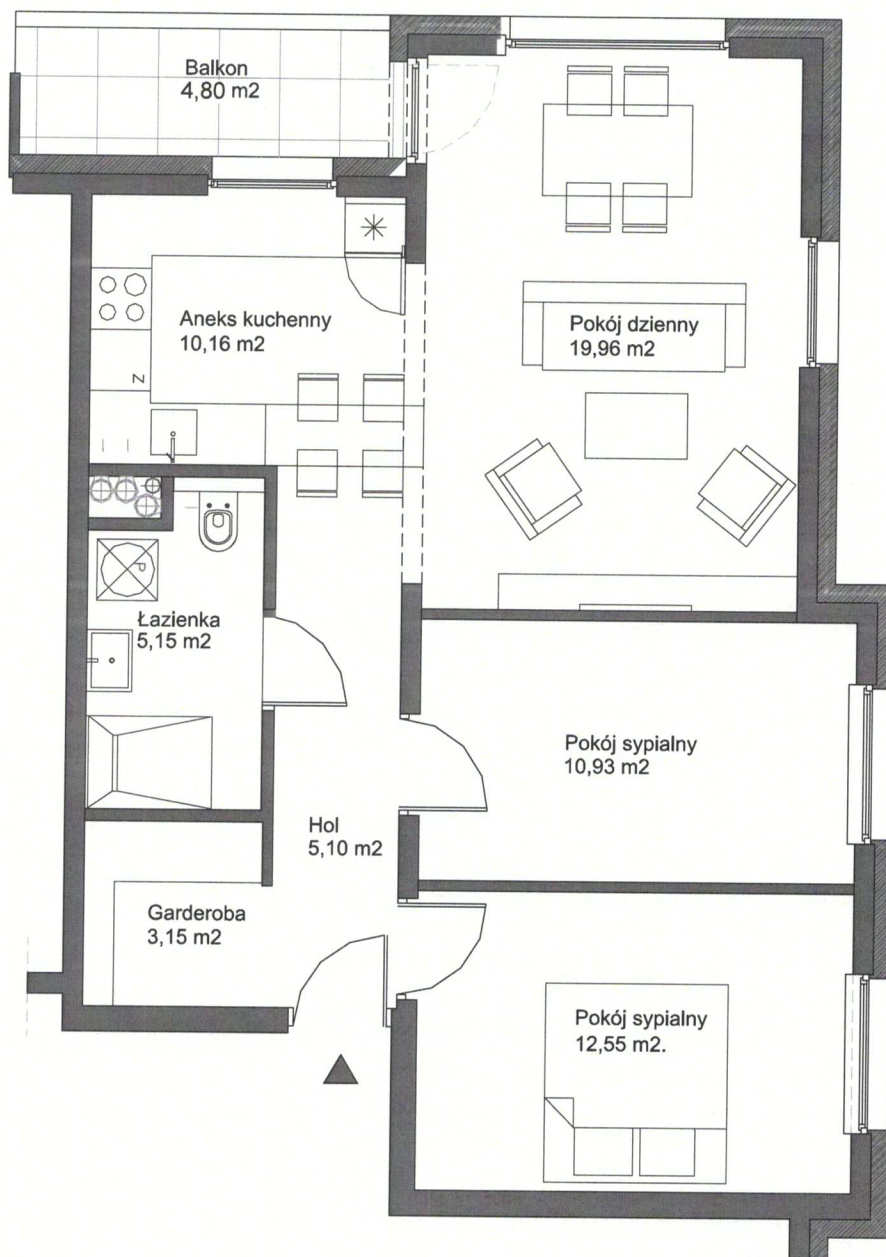 Balkon
4,80 m2
Aneks kuchenny
10,16 m2
Pokój dzienny
19,96 m2
Z
P
Łazienka
5,15 m2
Pokój sypialny
10,93 m2
Hol
5,10 m2
Garderoba
3,15 m2
Pokój sypialny
12,55 m2.